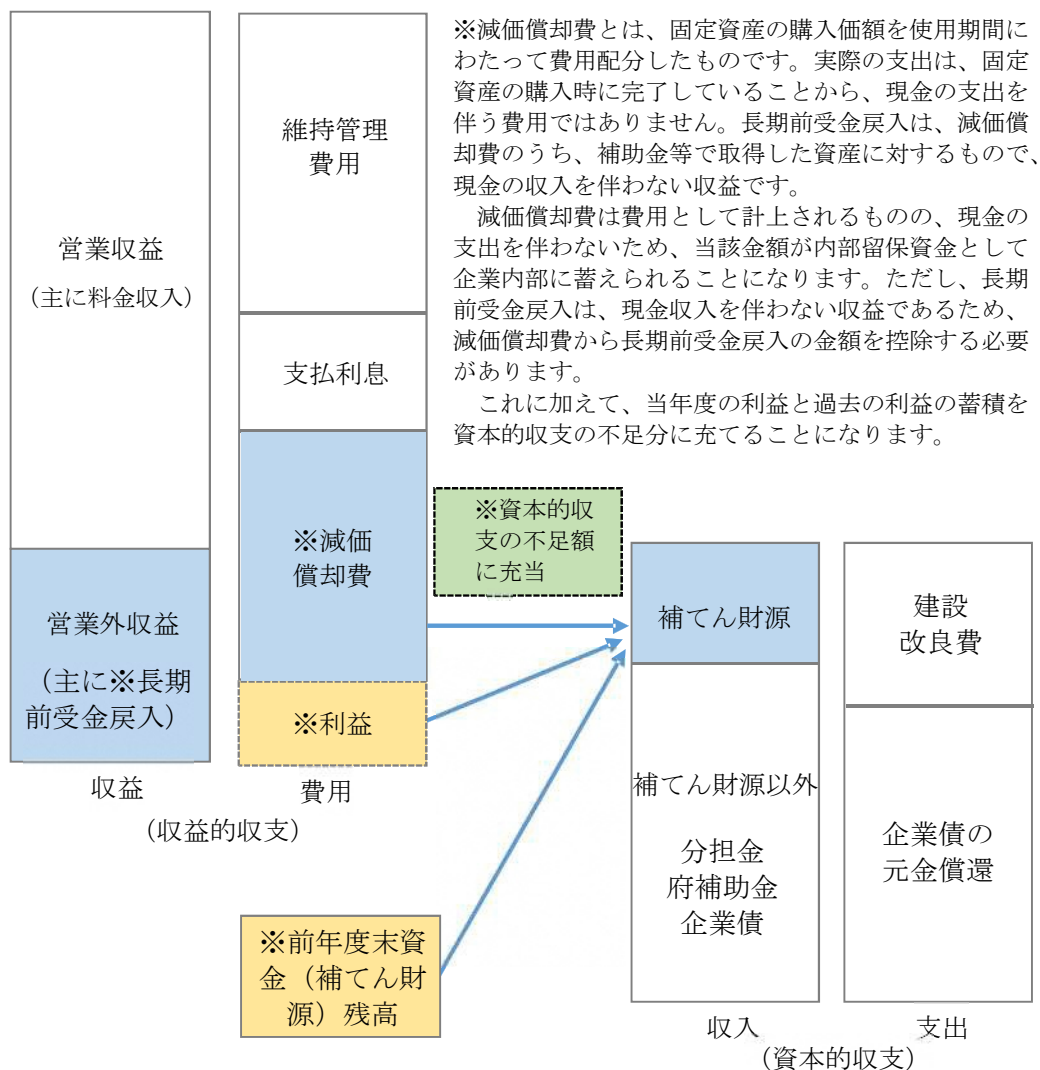 ※減価償却費とは、固定資産の購入価額を使用期間に
わたって費用配分したものです。実際の支出は、固定
資産の購入時に完了していることから、現金の支出を
伴う費用ではありません。長期前受金戻入は、減価償
却費のうち、補助金等で取得した資産に対するもので、
現金の収入を伴わない収益です。
　減価償却費は費用として計上されるものの、現金の
支出を伴わないため、当該金額が内部留保資金として
企業内部に蓄えられることになります。ただし、長期
前受金戻入は、現金収入を伴わない収益であるため、
減価償却費から長期前受金戻入の金額を控除する必要
があります。
　これに加えて、当年度の利益と過去の利益の蓄積を
資本的収支の不足分に充てることになります。
営業収益
（主に料金収入）
営業外収益
（主に※長期
前受金戻入）
収益
維持管理
費用
支払利息
※減価
償却費
※利益
費用
（収益的収支）
※資本的収
支の不足額
に充当
※前年度末資
金（補てん財
源）残高
補てん財源
補てん財源以外
分担金
府補助金
企業債
収入
建設
改良費
企業債の
元金償還
支出
（資本的収支）